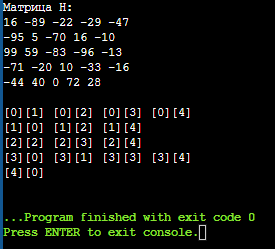 Матрица H:
16 -89 -22 -29 -47
-95 5 -70 16 -10
99 59 -83 -96 -13
-71 -20 10 -33 -16
-44 40 0 72 28
[0][1] [0][2] [0][3] [0][4]
[1][0] [1][2] [1][4]
[2][2] [2][3] [2][4]
[3][0] [3][1] [3][3] [3][4]
[4][0]
...Program finished with exit code 0
Press ENTER to exit console.